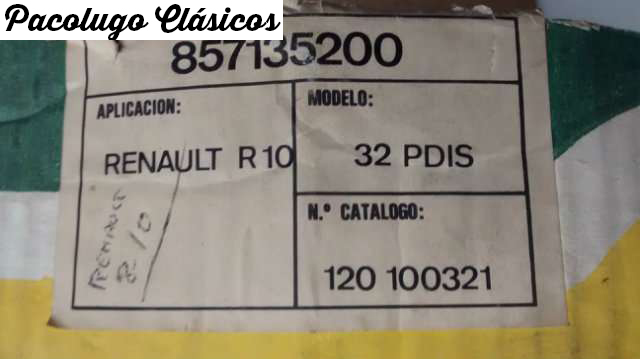 Pacolugo Clásicos
857135200
APLICACION:
RENAULT R10
RENAULT
R-10
MODELO:
32 PDIS
N.º CATALOGO:
120 100321